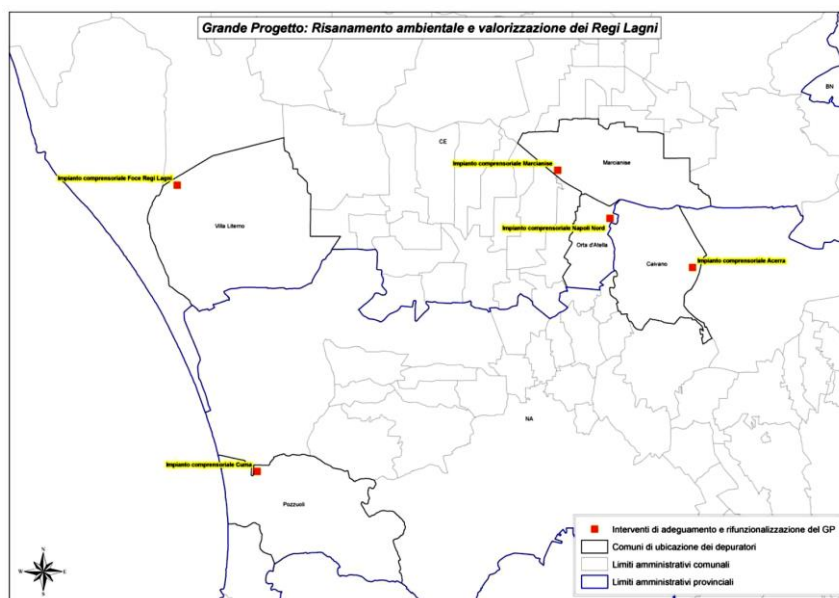 Grande Progetto: Risanamento ambientale e valorizzazione dei Regi Lagni
BN
CE
Impianto comprensoriale Marcianise
Marcianise
Impianto comprensoriale Foce Regi Lagni
Villa Literno
Impianto comprensoriale Napoli Nord
Orta d'Atella
Caivano
Impianto comprensoriale Acerra
NA
Impianto comprensoriale Cuma
Pozzuoli
N
W E
S
Interventi di adeguamento e rifunzionalizzazione del GP
Comuni di ubicazione dei depuratori
Limiti amministrativi comunali
Limiti amministrativi provinciali